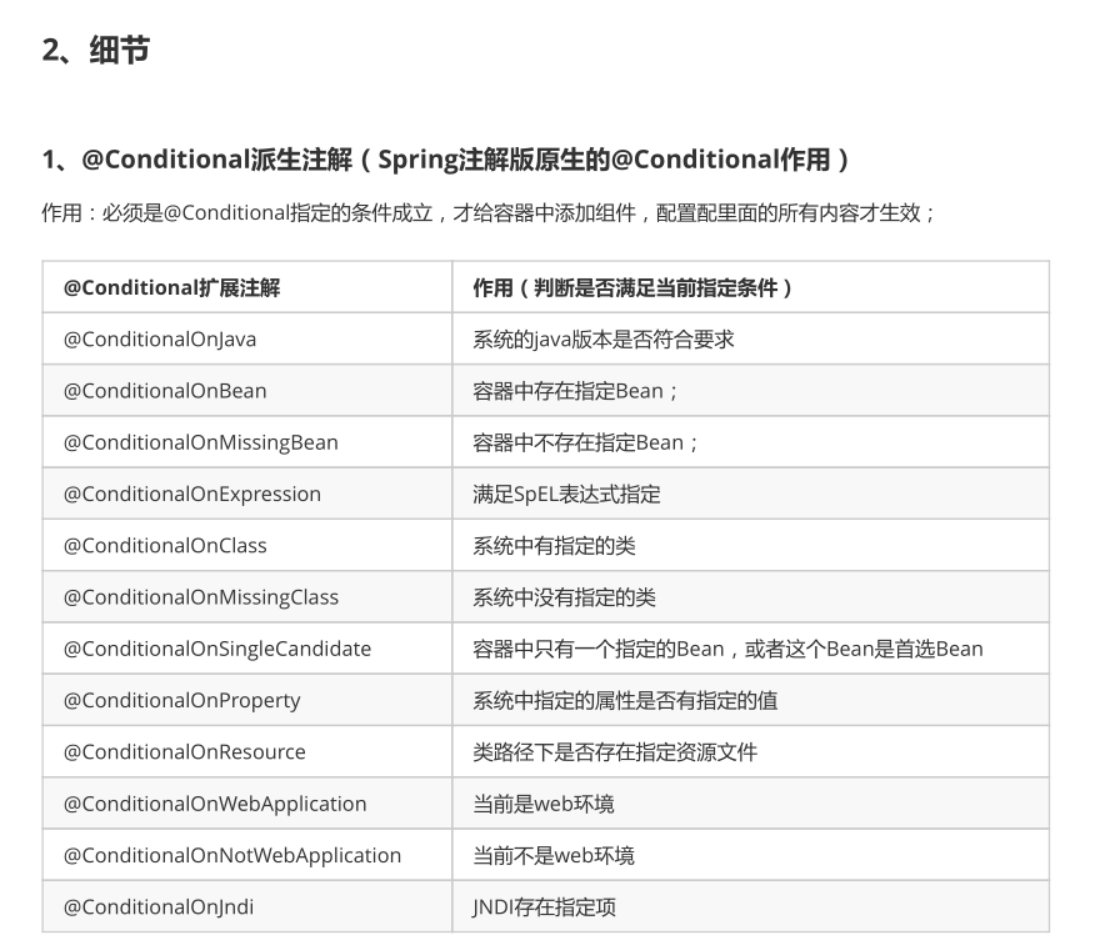 2、细节
1、@Conditional派生注解（Spring注解版原生的@Conditional作用）
作用：必须是@Conditional指定的条件成立，才给容器中添加组件，配置配里面的所有内容才生效；
@Conditional扩展注解 作用（判断是否满足当前指定条件）
@ConditionalOnJava 系统的java版本是否符合要求
@ConditionalOnBean 容器中存在指定Bean；
@ConditionalOnMissingBean 容器中不存在指定Bean；
@ConditionalOnExpression 满足SpEL表达式指定
@ConditionalOnClass 系统中有指定的类
@ConditionalOnMissingClass 系统中没有指定的类
@ConditionalOnSingleCandidate 容器中只有一个指定的Bean，或者这个Bean是首选Bean
@ConditionalOnProperty 系统中指定的属性是否有指定的值
@ConditionalOnResource 类路径下是否存在指定资源文件
@ConditionalOnWebApplication 当前是web环境
@ConditionalOnNotWebApplication 当前不是web环境
@ConditionalOnJndi JNDI存在指定项